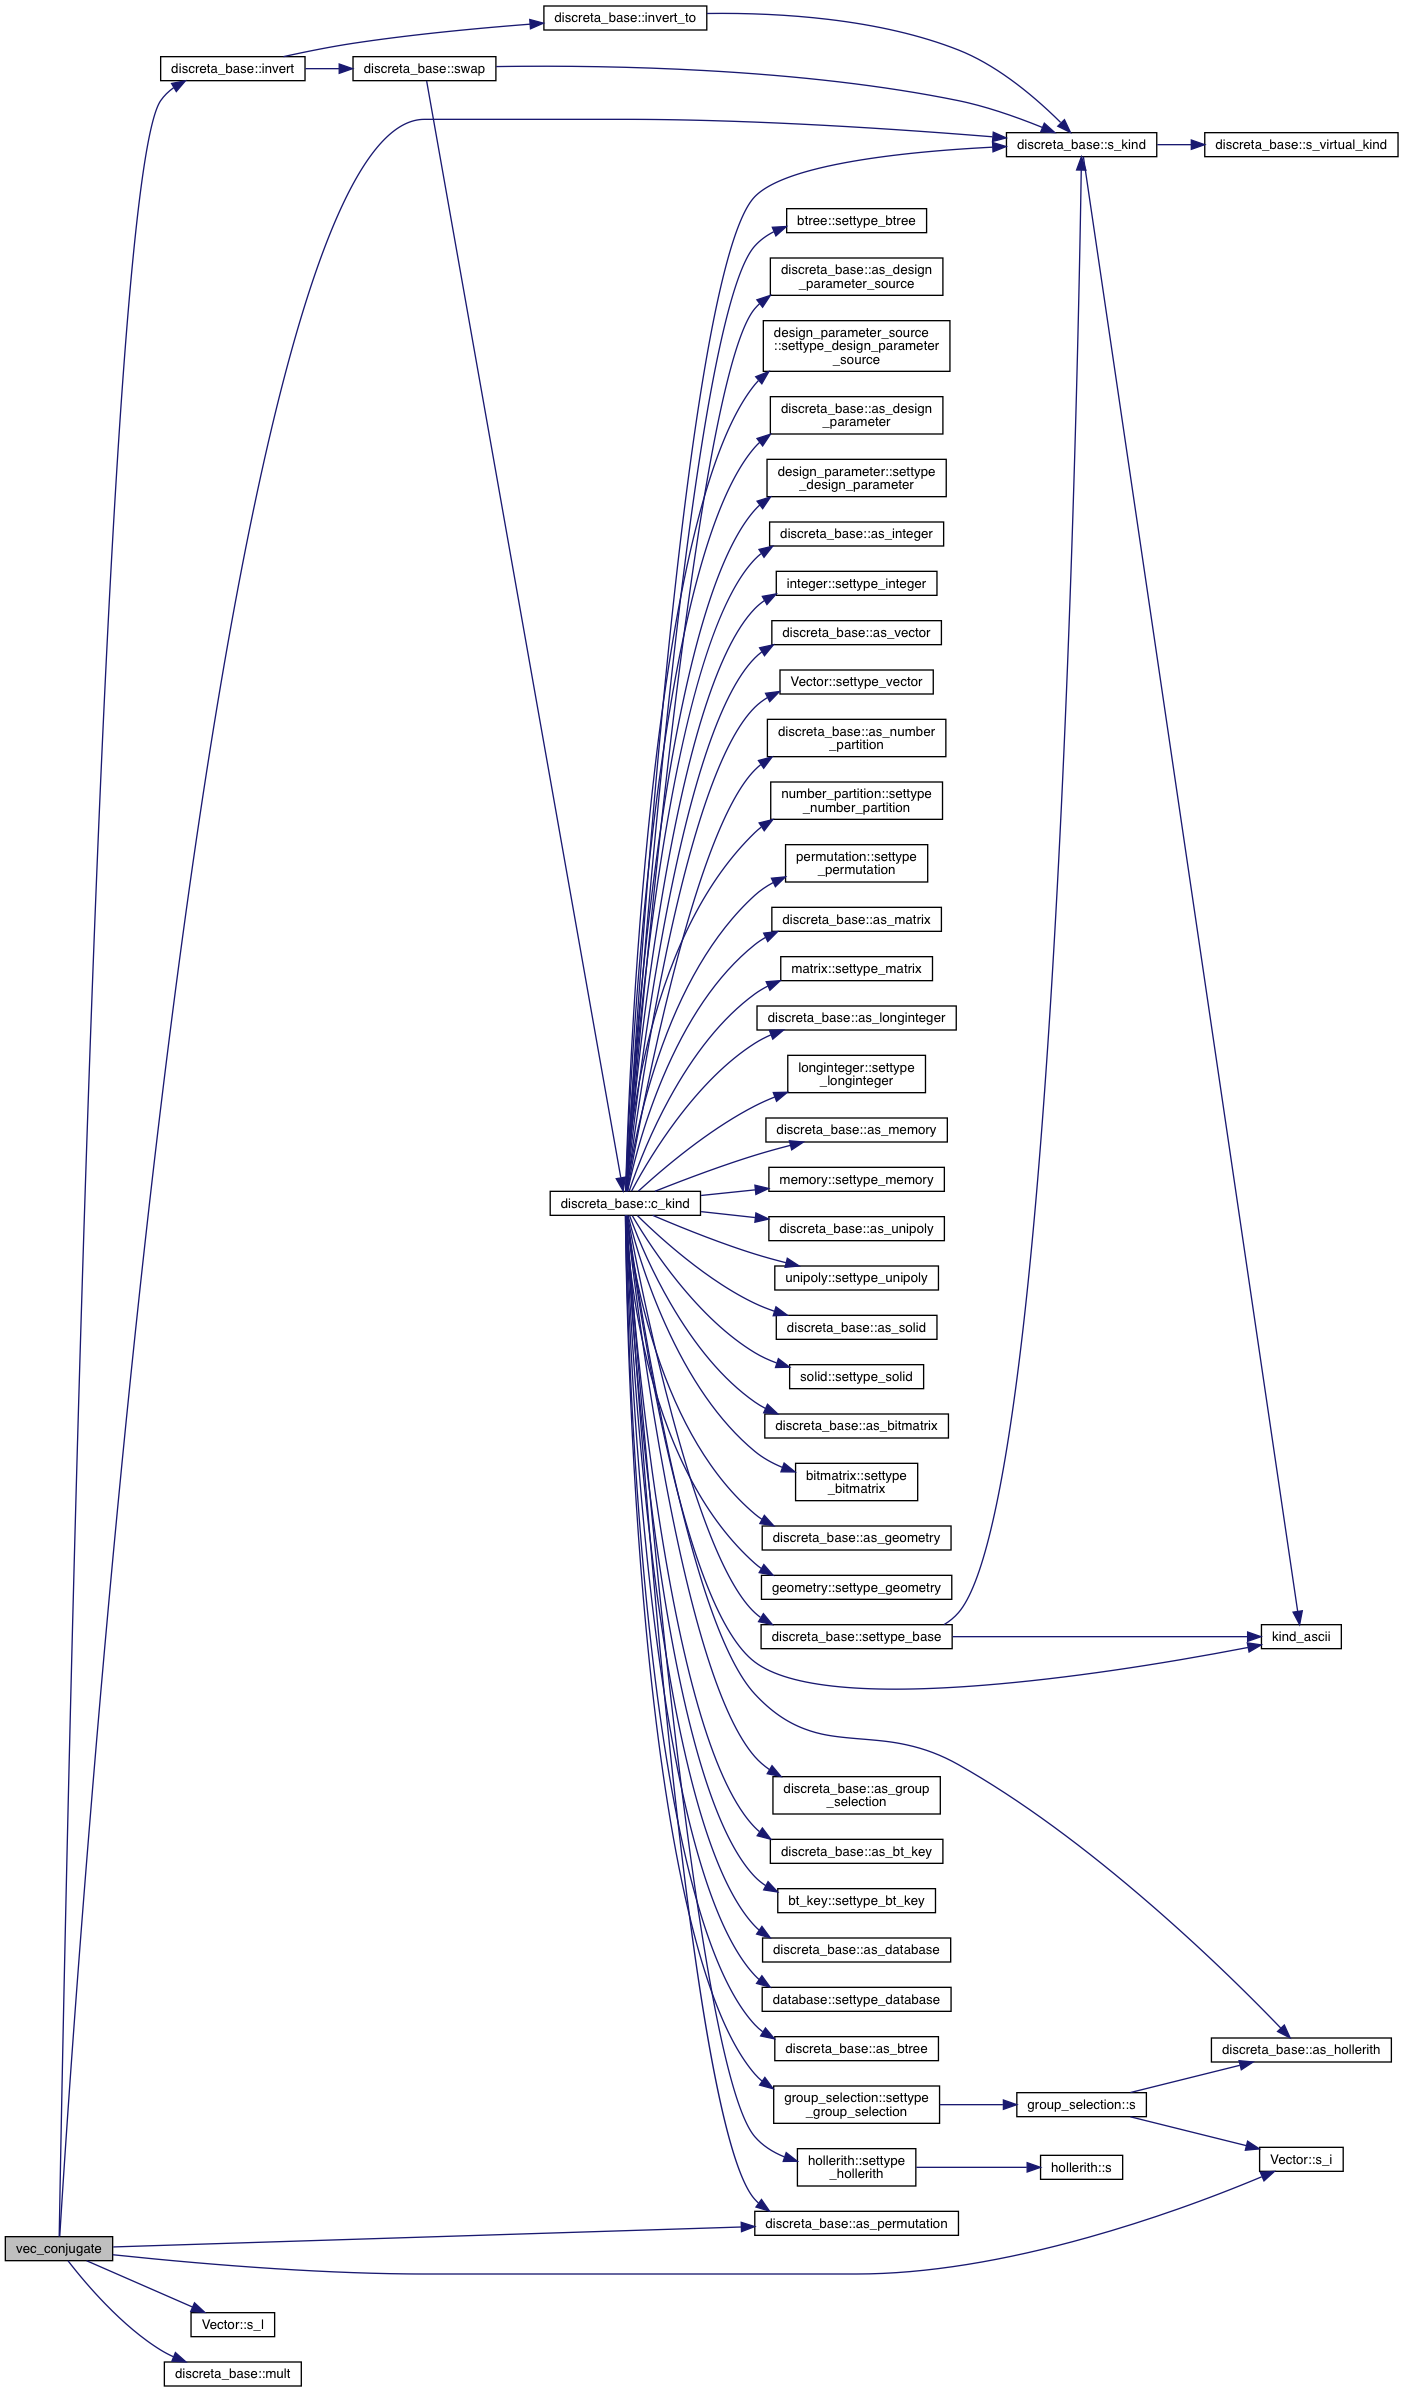 discreta_base::invert_to
discreta_base::invert
discreta_base::swap
discreta_base::s_kind
discreta_base::s_virtual_kind
btree::settype_btree
discreta_base::as_design
_parameter_source
design_parameter_source
::settype_design_parameter
_source
discreta_base::as_design
_parameter
design_parameter::settype
_design_parameter
discreta_base::as_integer
integer::settype_integer
discreta_base::as_vector
Vector::settype_vector
discreta_base::as_number
_partition
number_partition::settype
_number_partition
permutation::settype
_permutation
discreta_base::as_matrix
matrix::settype_matrix
discreta_base::as_longinteger
longinteger::settype
_longinteger
discreta_base::as_memory
memory::settype_memory
discreta_base::c_kind
discreta_base::as_unipoly
unipoly::settype_unipoly
discreta_base::as_solid
solid::settype_solid
discreta_base::as_bitmatrix
bitmatrix::settype
_bitmatrix
discreta_base::as_geometry
geometry::settype_geometry
discreta_base::settype_base
kind_ascii
discreta_base::as_group
_selection
discreta_base::as_bt_key
bt_key::settype_bt_key
discreta_base::as_database
database::settype_database
discreta_base::as_btree
discreta_base::as_hollerith
group_selection::settype
_group_selection
group_selection::s
Vector::s_i
hollerith::settype
_hollerith
hollerith::s
discreta_base::as_permutation
vec_conjugate
Vector::s_l
discreta_base::mult